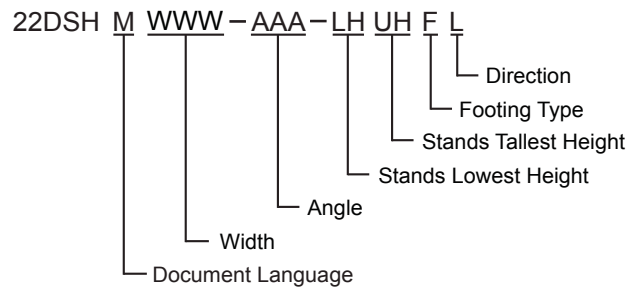 22DSH M WWW-AAA-LH UH F L
Direction
Footing Type
Stands Tallest Height
Stands Lowest Height
Angle
Width
Document Language